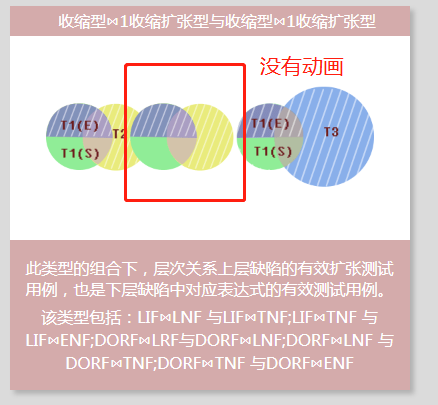 收缩型⋈1收缩扩张型与收缩型⋈1收缩扩张型
没有动画
T1(E) T2 T1(E) T3
T1(S) T1(S)
此类型的组合下，层次关系上层缺陷的有效扩张测试
用例，也是下层缺陷中对应表达式的有效测试用例。
该类型包括：LIF⋈LNF 与LIF⋈TNF;LIF⋈TNF 与
LIF⋈ENF;DORF⋈LRF与DORF⋈LNF;DORF⋈LNF 与
DORF⋈TNF;DORF⋈TNF 与DORF⋈ENF